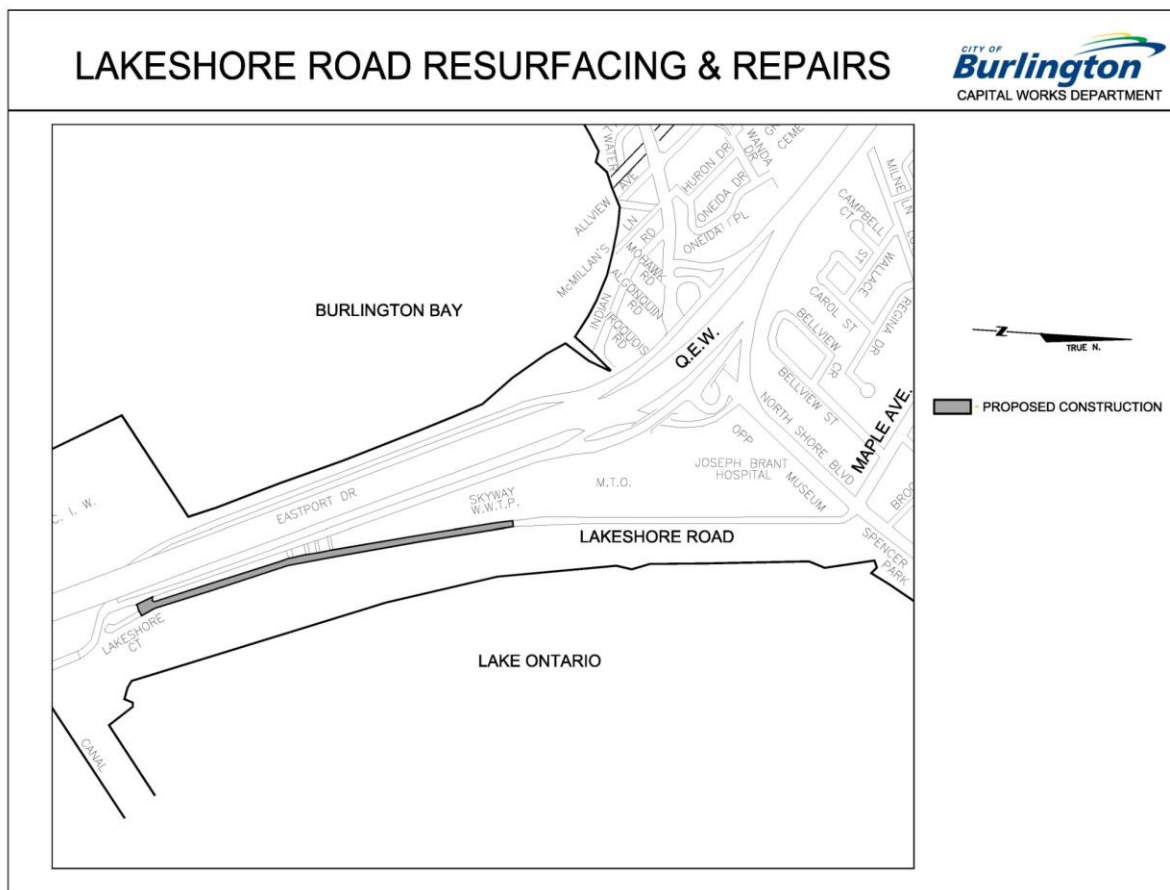 LAKESHORE ROAD RESURFACING & REPAIRS
CITY OF
Burlington
CAPITAL WORKS DEPARTMENT
ALLVIEW AVE
HURON DR
WANDA DR
ONEIDA DR
ONEIDA PL
McMILLAN'S LN
INDIAN RD
MOHAWK RD
ALGONQUIN RD
IROQUOIS RD
CAMPBELL CT
MILNE LN
WALLACE ST
CAROL ST
REGINA DR
BELLVIEW CR
BELLVIEW ST
BURLINGTON BAY
Q.E.W.
N
TRUE N.
- PROPOSED CONSTRUCTION
MAPLE AVE.
NORTH SHORE BLVD
OPP
JOSEPH BRANT
HOSPITAL
MUSEUM
M.T.O.
SKYWAY
W.W.T.P.
EASTPORT DR
C. I. W.
LAKESHORE ROAD
SPENCER
PARK
LAKESHORE
CT
LAKE ONTARIO
CANAL